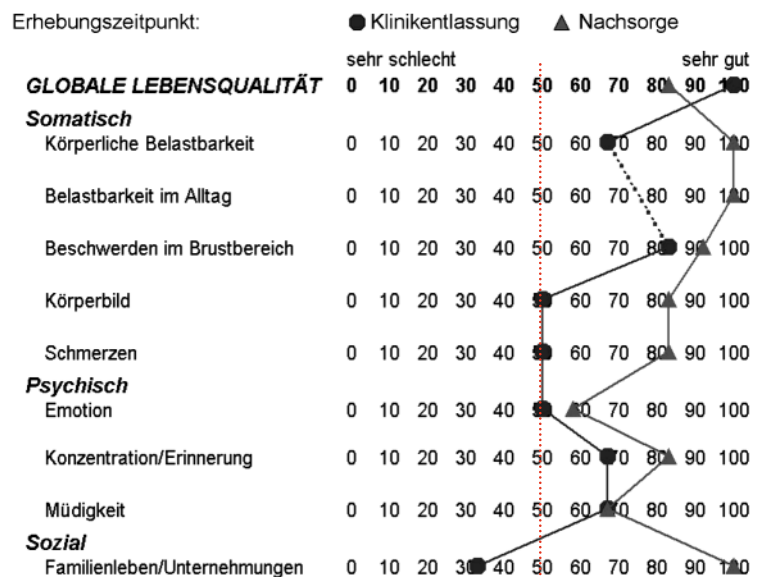 Erhebungszeitpunkt: Klinikentlassung Nachsorge
sehr schlecht sehr gut
GLOBALE LEBENSQUALITÄT 0 10 20 30 40 50 60 70 80 90 100
Somatisch
Körperliche Belastbarkeit 0 10 20 30 40 50 60 70 80 90 100
Belastbarkeit im Alltag 0 10 20 30 40 50 60 70 80 90 100
Beschwerden im Brustbereich 0 10 20 30 40 50 60 70 80 90 100
Körperbild 0 10 20 30 40 50 60 70 80 90 100
Schmerzen 0 10 20 30 40 50 60 70 80 90 100
Psychisch
Emotion 0 10 20 30 40 50 60 70 80 90 100
Konzentration/Erinnerung 0 10 20 30 40 50 60 70 80 90 100
Müdigkeit 0 10 20 30 40 50 60 70 80 90 100
Sozial
Familienleben/Unternehmungen 0 10 20 30 40 50 60 70 80 90 100